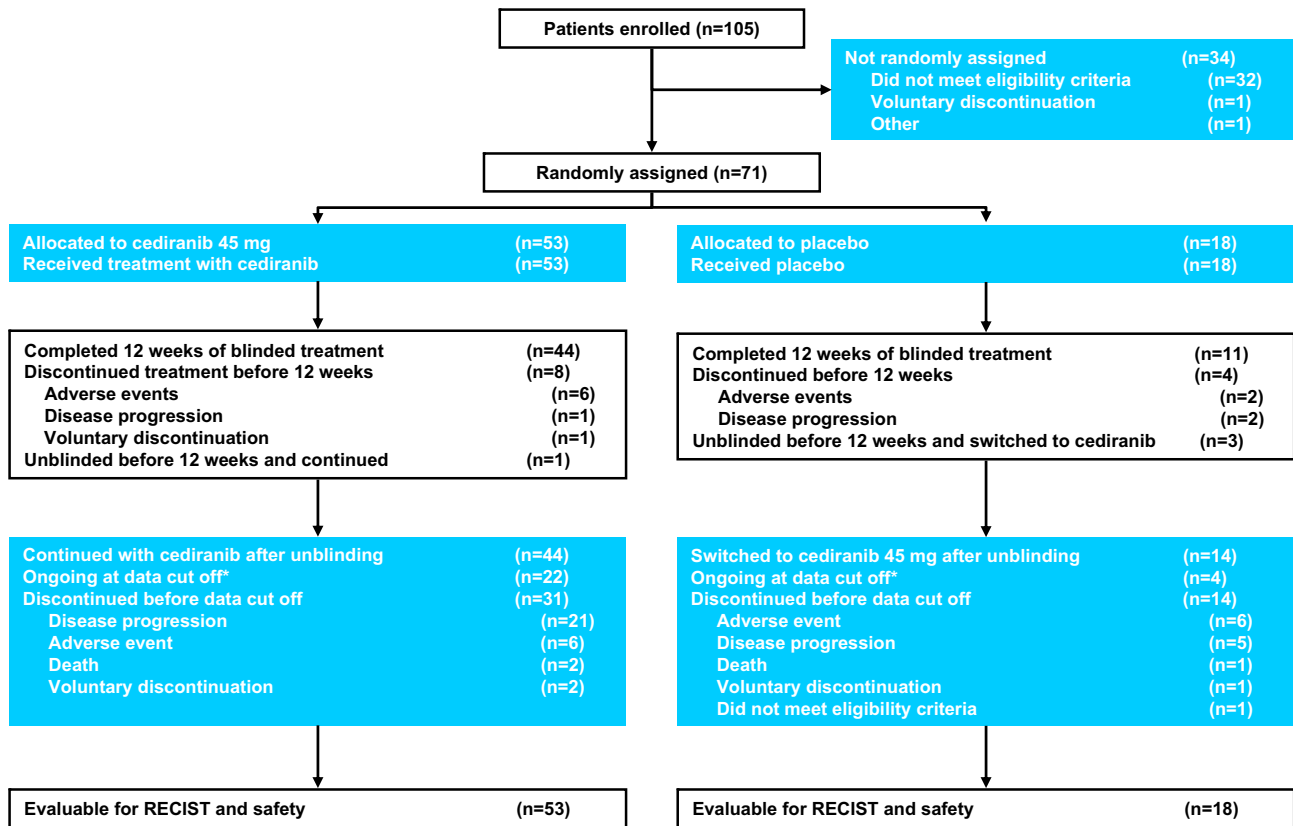 Patients enrolled (n=105)
Not randomly assigned (n=34)
Did not meet eligibility criteria (n=32)
Voluntary discontinuation (n=1)
Other (n=1)
Randomly assigned (n=71)
Allocated to cediranib 45 mg (n=53)
Received treatment with cediranib (n=53)
Allocated to placebo (n=18)
Received placebo (n=18)
Completed 12 weeks of blinded treatment (n=44)
Discontinued treatment before 12 weeks (n=8)
Adverse events (n=6)
Disease progression (n=1)
Voluntary discontinuation (n=1)
Unblinded before 12 weeks and continued (n=1)
Completed 12 weeks of blinded treatment (n=11)
Discontinued before 12 weeks (n=4)
Adverse events (n=2)
Disease progression (n=2)
Unblinded before 12 weeks and switched to cediranib (n=3)
Continued with cediranib after unblinding (n=44)
Ongoing at data cut off* (n=22)
Discontinued before data cut off (n=31)
Disease progression (n=21)
Adverse event (n=6)
Death (n=2)
Voluntary discontinuation (n=2)
Switched to cediranib 45 mg after unblinding (n=14)
Ongoing at data cut off* (n=4)
Discontinued before data cut off (n=14)
Adverse event (n=6)
Disease progression (n=5)
Death (n=1)
Voluntary discontinuation (n=1)
Did not meet eligibility criteria (n=1)
Evaluable for RECIST and safety (n=53)
Evaluable for RECIST and safety (n=18)